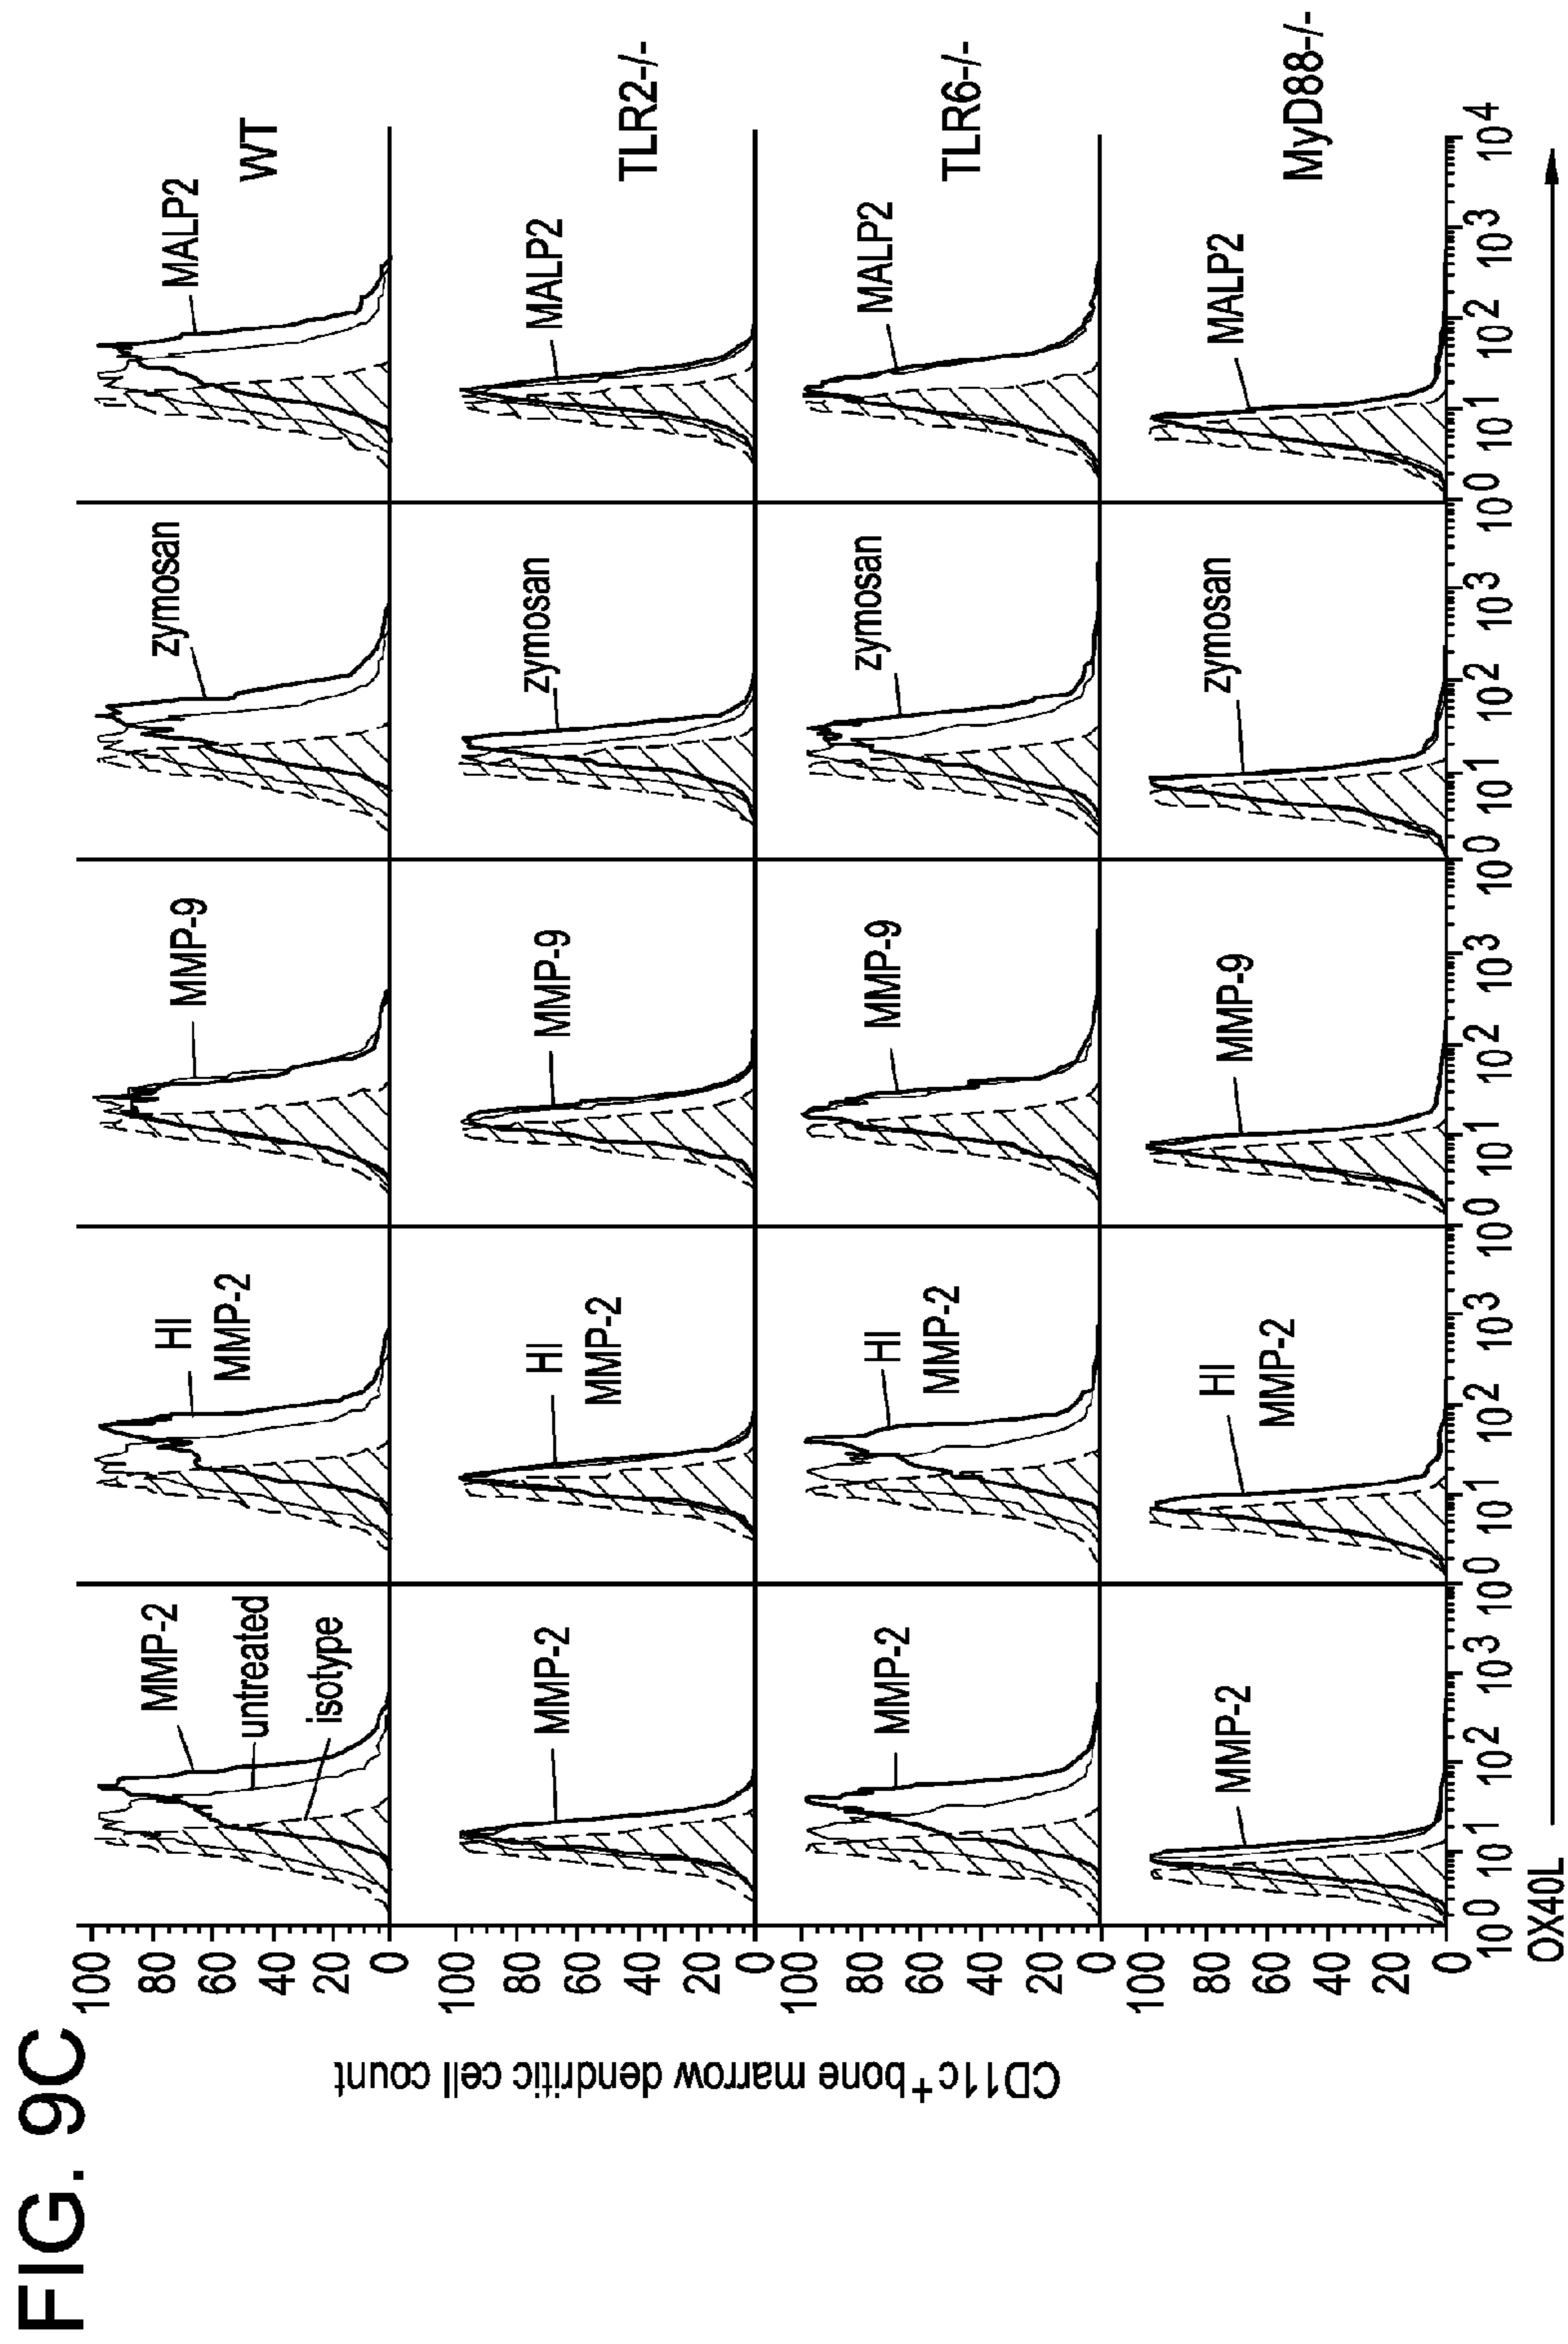 FIG. 9C
CD11c+bone marrow dendritic cell count
100
80
60
40
20
0
MMP-2
untreated
isotype
HI
MMP-2
MMP-9
zymosan
MALP2
WT
100
80
60
40
20
0
MMP-2
HI
MMP-2
MMP-9
zymosan
MALP2
TLR2-/-
100
80
60
40
20
0
MMP-2
HI
MMP-2
MMP-9
zymosan
MALP2
TLR6-/-
100
80
60
40
20
0
MMP-2
HI
MMP-2
MMP-9
zymosan
MALP2
MyD88-/-
10^0 10^1 10^2 10^3 10^0 10^1 10^2 10^3 10^0 10^1 10^2 10^3 10^0 10^1 10^2 10^3 10^0 10^1 10^2 10^3 10^4
OX40L